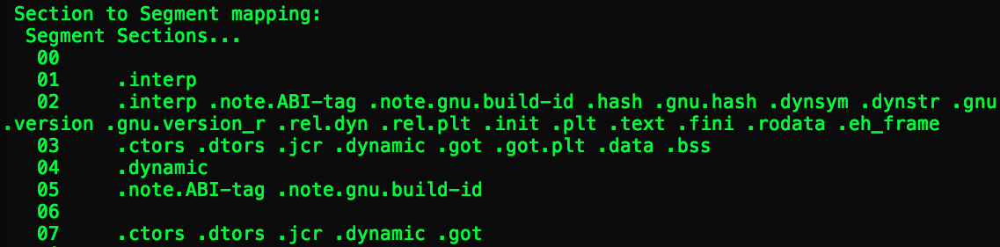 Section to Segment mapping:
Segment Sections...
00
01 .interp
02 .interp .note.ABI-tag .note.gnu.build-id .hash .gnu.hash .dynsym .dynstr .gnu
.version .gnu.version_r .rel.dyn .rel.plt .init .plt .text .fini .rodata .eh_frame
03 .ctors .dtors .jcr .dynamic .got .got.plt .data .bss
04 .dynamic
05 .note.ABI-tag .note.gnu.build-id
06
07 .ctors .dtors .jcr .dynamic .got